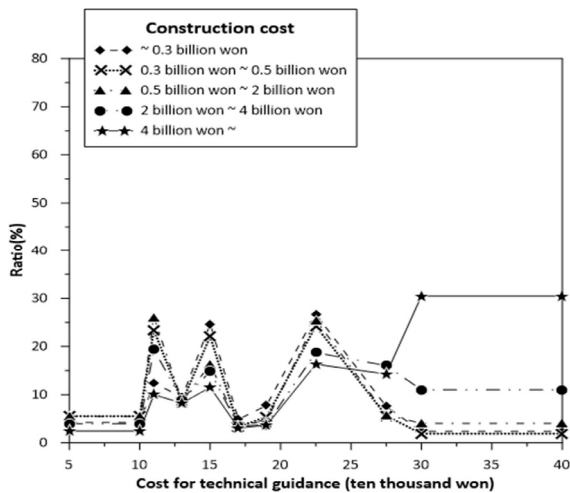 Construction cost
~ 0.3 billion won
0.3 billion won ~ 0.5 billion won
0.5 billion won ~ 2 billion won
2 billion won ~ 4 billion won
4 billion won ~
80
70
60
50
40
30
20
10
0
Ratio(%)
5 10 15 20 25 30 35 40
Cost for technical guidance (ten thousand won)